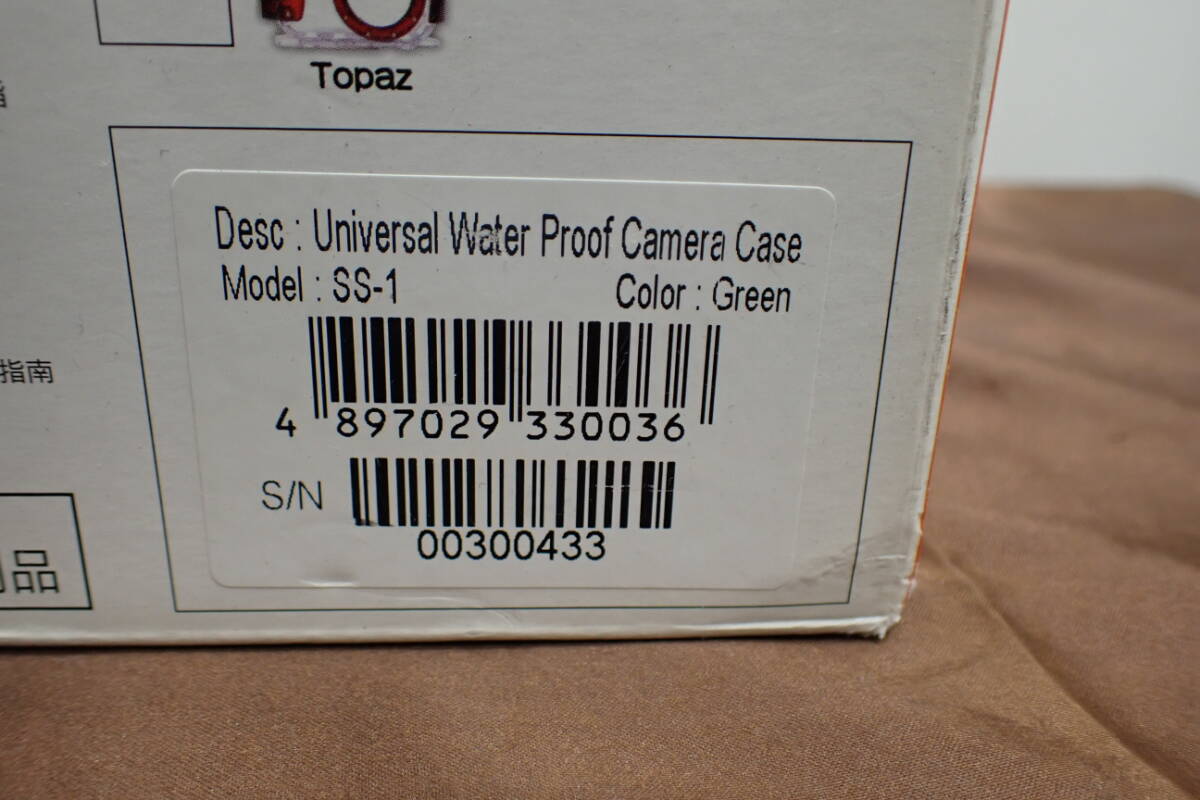 Topaz
指南
品
Desc : Universal Water Proof Camera Case
Model : SS-1 Color : Green
4 897029 330036
S/N
00300433